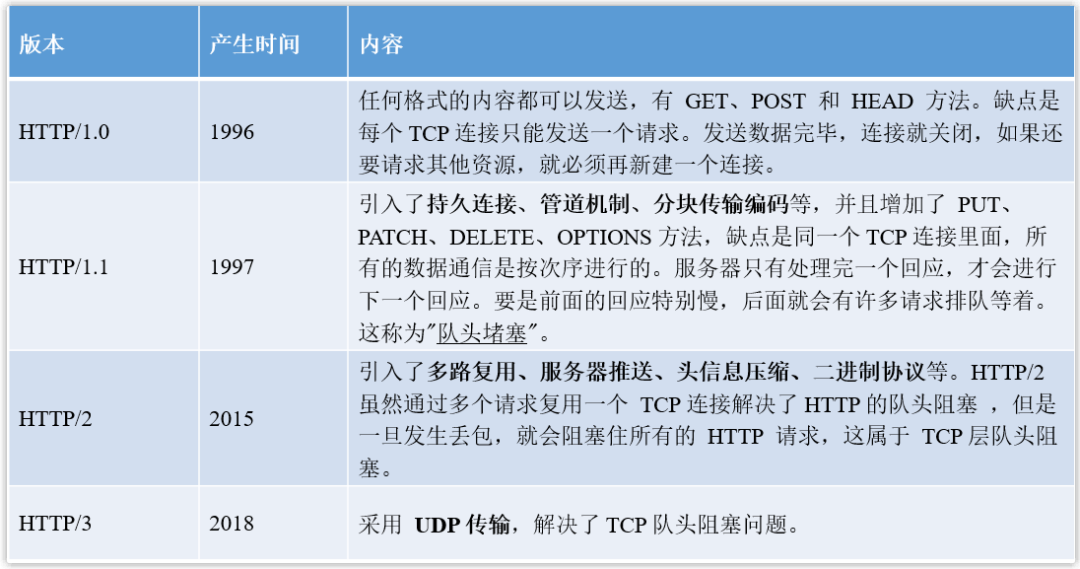 版本 产生时间 内容
任何格式的内容都可以发送，有 GET、POST 和 HEAD 方法。缺点是
HTTP/1.0 1996 每个 TCP 连接只能发送一个请求。发送数据完毕，连接就关闭，如果还
要请求其他资源，就必须再新建一个连接。
引入了持久连接、管道机制、分块传输编码等，并且增加了 PUT、
PATCH、DELETE、OPTIONS 方法，缺点是同一个 TCP 连接里面，所
HTTP/1.1 1997 有的数据通信是按次序进行的。服务器只有处理完一个回应，才会进行
下一个回应。要是前面的回应特别慢，后面就会有许多请求排队等着。
这称为"队头堵塞"。
引入了多路复用、服务器推送、头信息压缩、二进制协议等。HTTP/2
虽然通过多个请求复用一个 TCP 连接解决了 HTTP 的队头阻塞 ，但是
HTTP/2 2015 一旦发生丢包，就会阻塞住所有的 HTTP 请求，这属于 TCP 层队头阻
塞。
HTTP/3 2018 采用 UDP 传输，解决了 TCP 队头阻塞问题。